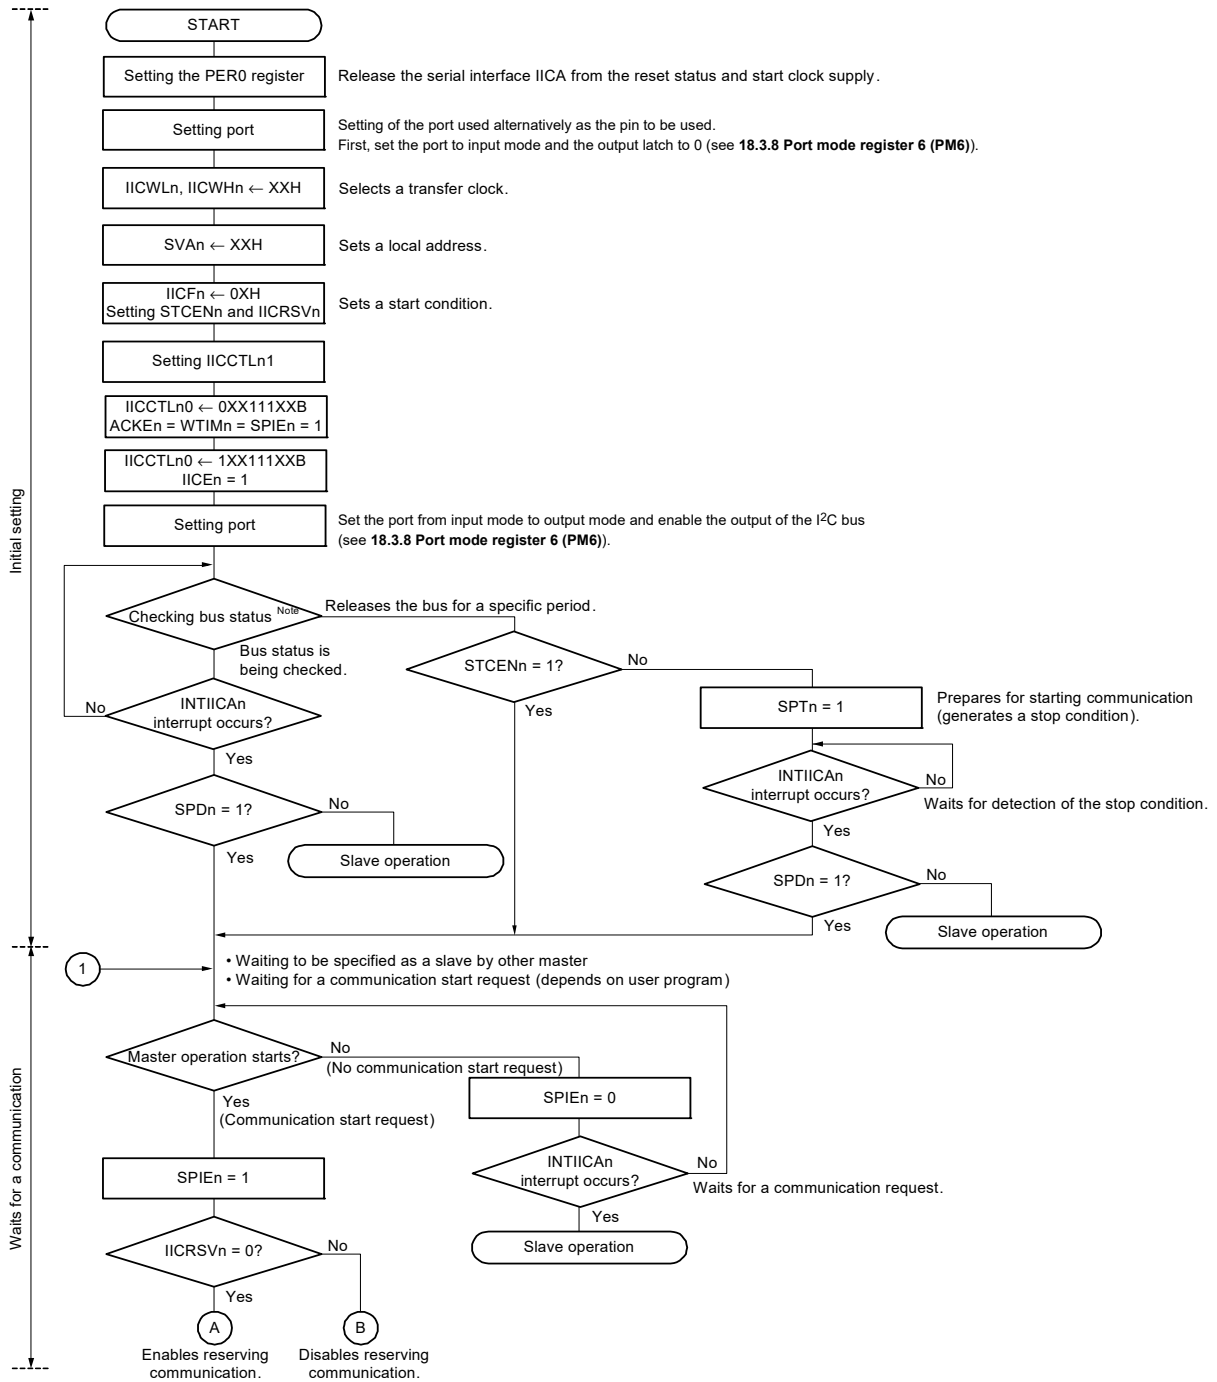 START
Setting the PER0 register
Release the serial interface IICA from the reset status and start clock supply.
Setting port
Setting of the port used alternatively as the pin to be used.
First, set the port to input mode and the output latch to 0 (see 18.3.8 Port mode register 6 (PM6)).
IICWLn, IICWHn ← XXH
Selects a transfer clock.
SVAn ← XXH
Sets a local address.
IICFn ← 0XH
Setting STCENn and IICRSVn
Sets a start condition.
Setting IICCTLn1
IICCTLn0 ← 0XX111XXB
ACKEn = WTIMn = SPIEn = 1
IICCTLn0 ← 1XX111XXB
IICEn = 1
Setting port
Set the port from input mode to output mode and enable the output of the I2C bus
(see 18.3.8 Port mode register 6 (PM6)).
Initial setting
Checking bus status Note
Releases the bus for a specific period.
Bus status is
being checked.
STCENn = 1?
No
Yes
SPTn = 1
Prepares for starting communication
(generates a stop condition).
No
INTIICAn
interrupt occurs?
Yes
INTIICAn
interrupt occurs?
No
Waits for detection of the stop condition.
Yes
SPDn = 1?
No
Yes
Slave operation
SPDn = 1?
No
Yes
Slave operation
1
• Waiting to be specified as a slave by other master
• Waiting for a communication start request (depends on user program)
Waits for a communication
Master operation starts?
No
(No communication start request)
Yes
(Communication start request)
SPIEn = 0
INTIICAn
interrupt occurs?
No
Waits for a communication request.
Yes
Slave operation
SPIEn = 1
IICRSVn = 0?
No
Yes
A
B
Enables reserving
communication.
Disables reserving
communication.